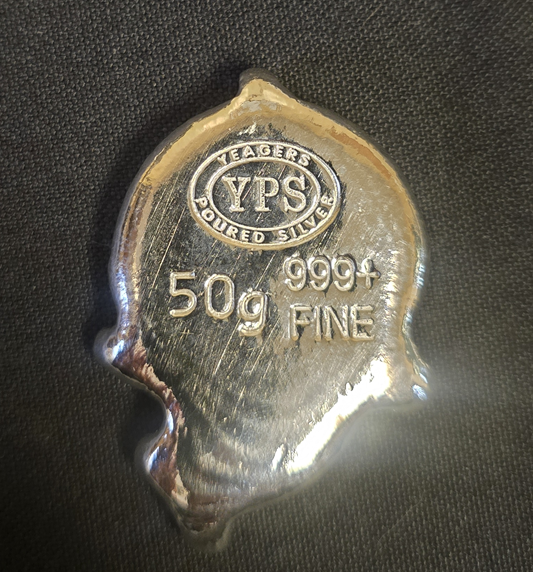 YEAGERS
YPS
POURED SILVER
50g
999+
FINE